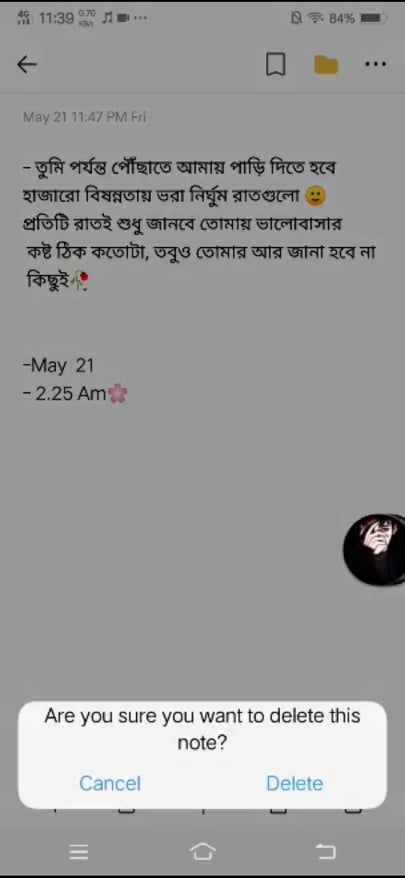 4G 11:39 0.70 KB/s 84%
May 21 11:47 PM Fri
- তুমি পর্যন্ত পৌঁছাতে আমায় পাড়ি দিতে হবে
হাজারো বিষন্নতায় ভরা নির্ঘুম রাতগুলো 🙂
প্রতিটি রাতই শুধু জানবে তোমায় ভালোবাসার
কষ্ট ঠিক কতোটা, তবুও তোমার আর জানা হবে না
কিছুই🥀
-May 21
- 2.25 Am🌸
Are you sure you want to delete this
note?
Cancel Delete